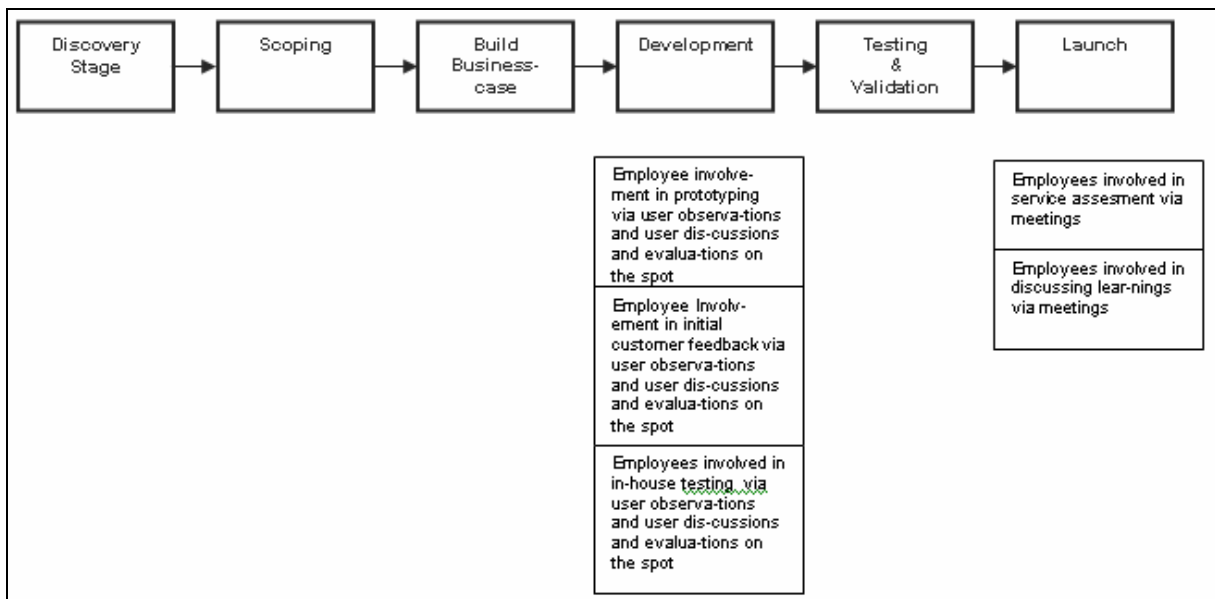 Discovery
Stage
Scoping
Build
Business-
case
Development
Testing
&
Validation
Launch
Employee involve-
ment in prototyping
via user observa-tions
and user dis-cussions
and evalua-tions on
the spot
Employee Involv-
ement in initial
customer feedback via
user observa-tions
and user dis-cussions
and evalua-tions on
the spot
Employees involved in
in-house testing via
user observa-tions
and user dis-cussions
and evalua-tions on
the spot
Employees involved in
service assesment via
meetings
Employees involved in
discussing lear-nings
via meetings